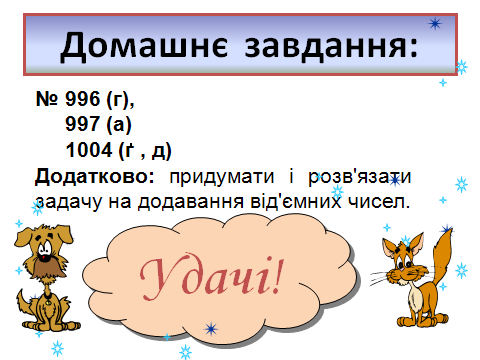 Домашнє завдання:
№ 996 (г),
997 (а)
1004 (ґ , д)
Додатково: придумати і розв'язати
задачу на додавання від'ємних чисел.
Удачі!